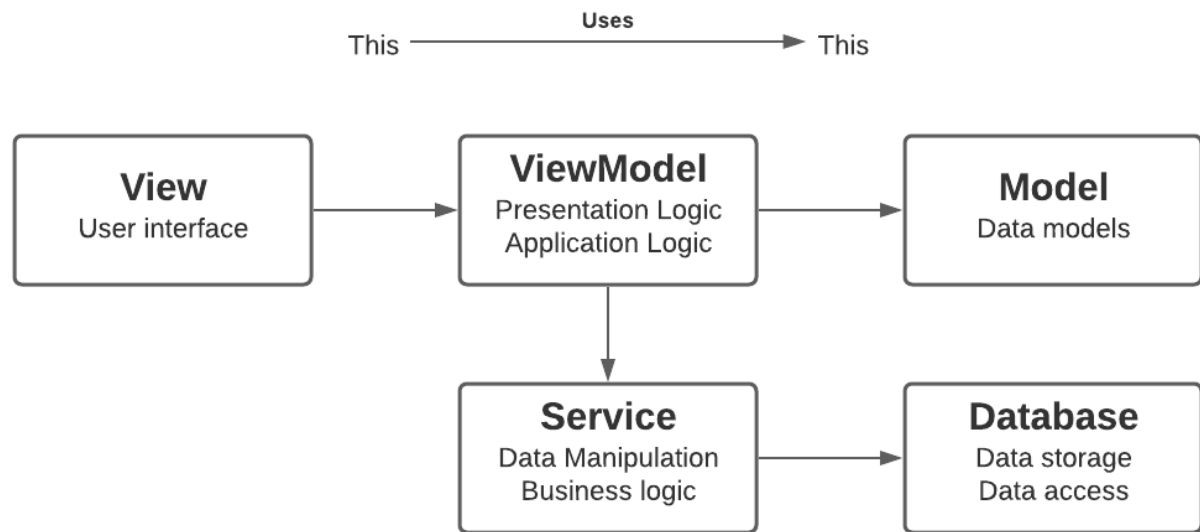 Uses
This
This
View
User interface
ViewModel
Presentation Logic
Application Logic
Model
Data models
Service
Data Manipulation
Business logic
Database
Data storage
Data access